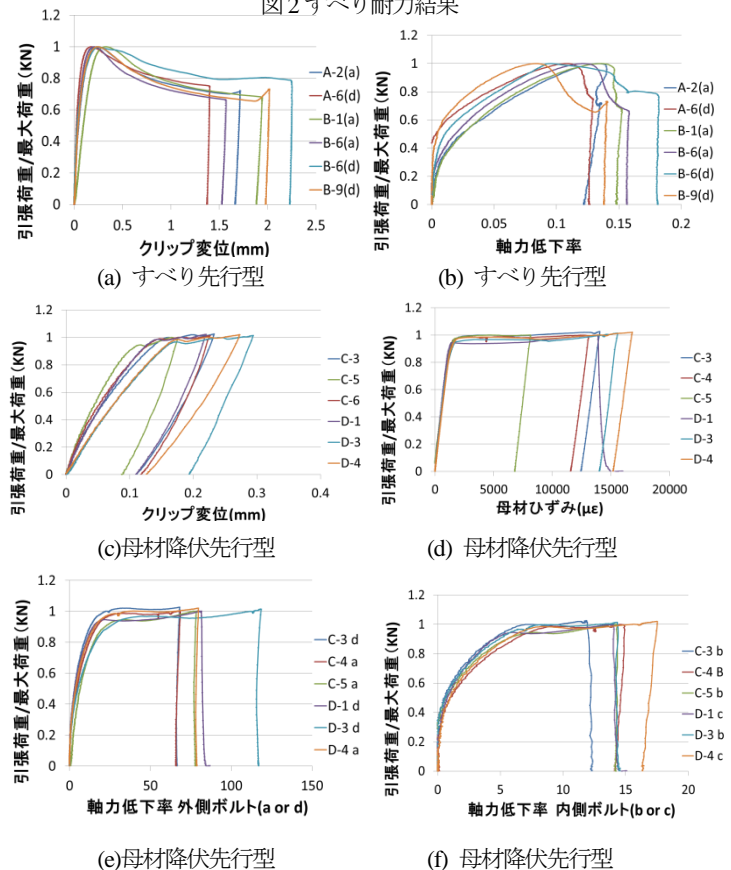 図2すべり耐力結果
引張荷重/最大荷重(KN)
1.2
1
0.8
0.6
0.4
0.2
0
0
0.5
1
1.5
2
2.5
クリップ変位(mm)
A-2(a)
A-6(d)
B-1(a)
B-6(a)
B-6(d)
B-9(d)
(a) すべり先行型
引張荷重/最大荷重(KN)
1.2
1
0.8
0.6
0.4
0.2
0
0
0.05
0.1
0.15
0.2
軸力低下率
A-2(a)
A-6(d)
B-1(a)
B-6(a)
B-6(d)
B-9(d)
(b) すべり先行型
引張荷重/最大荷重(KN)
1.2
1
0.8
0.6
0.4
0.2
0
0
0.1
0.2
0.3
0.4
クリップ変位(mm)
C-3
C-5
C-6
D-1
D-3
D-4
(c)母材降伏先行型
引張荷重/最大荷重(KN)
1.2
1
0.8
0.6
0.4
0.2
0
0
5000
10000
15000
20000
母材ひずみ(με)
C-3
C-4
C-5
D-1
D-3
D-4
(d) 母材降伏先行型
引張荷重/最大荷重(KN)
1.2
1
0.8
0.6
0.4
0.2
0
0
50
100
150
軸力低下率 外側ボルト(a or d)
C-3 d
C-4 a
C-5 a
D-1 d
D-3 d
D-4 a
(e)母材降伏先行型
引張荷重/最大荷重(KN)
1.2
1
0.8
0.6
0.4
0.2
0
0
5
10
15
20
軸力低下率 内側ボルト(b or c)
C-3 b
C-4 B
C-5 b
D-1 c
D-3 b
D-4 c
(f) 母材降伏先行型